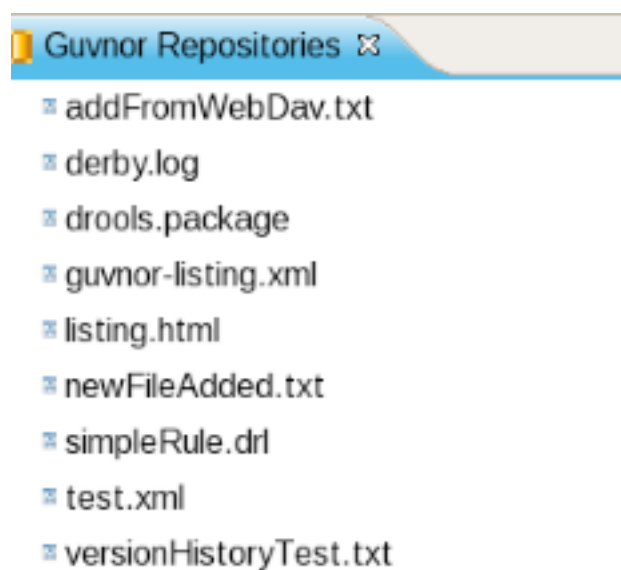 Guvnor Repositories
addFromWebDav.txt
derby.log
drools.package
guvnor-listing.xml
listing.html
newFileAdded.txt
simpleRule.drl
test.xml
versionHistoryTest.txt